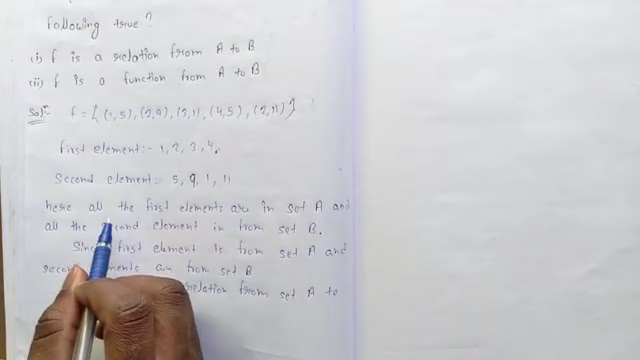 Following true ?
(i) f is a relation from A to B
(ii) f is a function from A to B
Sol:- f = { (1,5), (2,9), (3,1), (4,5), (2,11) }
First element:- 1, 2, 3, 4.
Second element:- 5, 9, 1, 11
here all the first elements are in set A and
all the second element in from set B.
Since first element is from set A and
second elements are from set B
relation from set A to